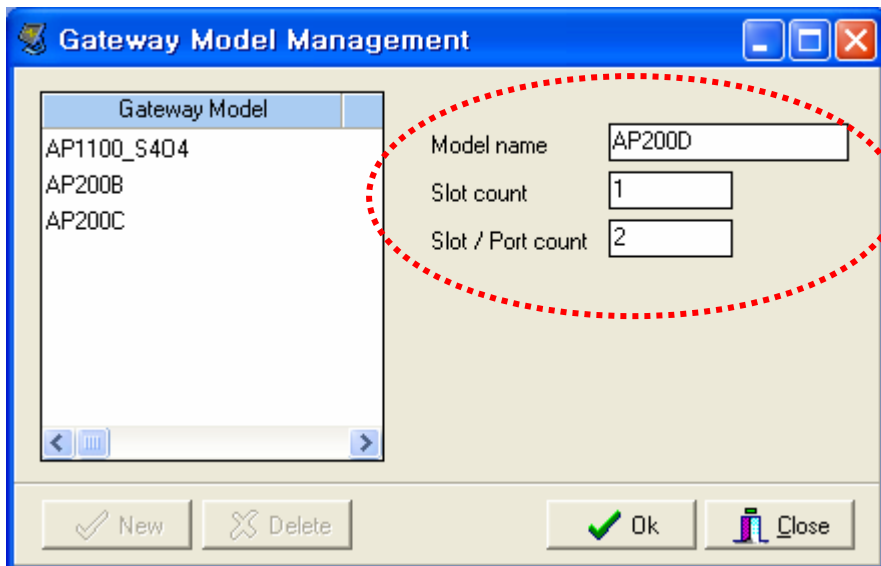 Gateway Model Management
Gateway Model
AP1100_S4O4
AP200B
AP200C
Model name AP200D
Slot count 1
Slot / Port count 2
New Delete Ok Close